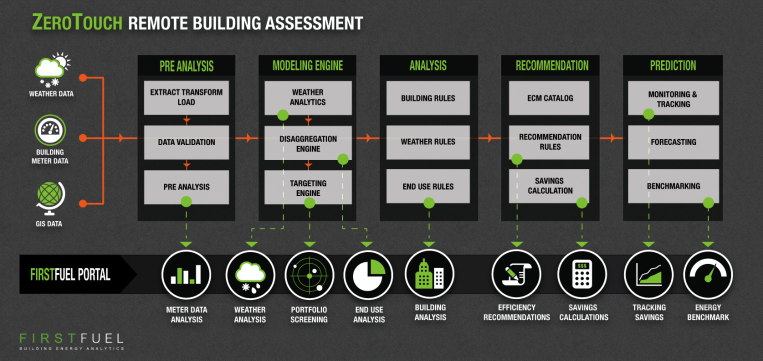 ZEROTOUCH REMOTE BUILDING ASSESSMENT
WEATHER DATA
BUILDING
METER DATA
GIS DATA
PRE ANALYSIS
EXTRACT TRANSFORM
LOAD
DATA VALIDATION
PRE ANALYSIS
MODELING ENGINE
WEATHER
ANALYTICS
DISAGGREGATION
ENGINE
TARGETING
ENGINE
ANALYSIS
BUILDING RULES
WEATHER RULES
END USE RULES
RECOMMENDATION
ECM CATALOG
RECOMMENDATION
RULES
SAVINGS
CALCULATION
PREDICTION
MONITORING &
TRACKING
FORECASTING
BENCHMARKING
FIRSTFUEL PORTAL
METER DATA
ANALYSIS
WEATHER
ANALYSIS
PORTFOLIO
SCREENING
END USE
ANALYSIS
BUILDING
ANALYSIS
EFFICIENCY
RECOMMENDATIONS
SAVINGS
CALCULATIONS
TRACKING
SAVINGS
ENERGY
BENCHMARK
FIRSTFUEL
BUILDING ENERGY ANALYTICS